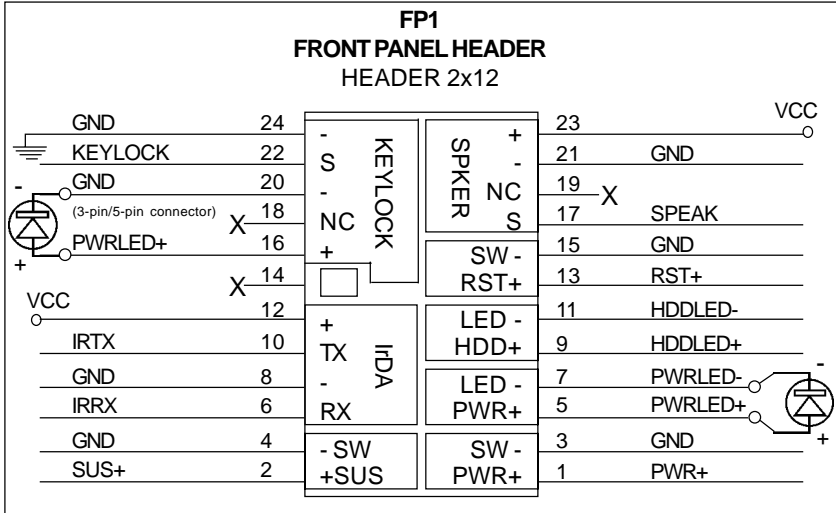 FP1
FRONT PANEL HEADER
HEADER 2x12
VCC
GND 24 - + 23
KEYLOCK 22 S - 21 GND
- GND 20 - NC 19 X
(3-pin/5-pin connector) X 18 NC S 17 SPEAK
KEYLOCK
SPKER
+ PWRLED+ 16 + SW - 15 GND
X 14 RST+ 13 RST+
VCC 12 + LED - 11 HDDLED-
IRTX 10 TX HDD+ 9 HDDLED+
IrDA
GND 8 - LED - 7 PWRLED- -
IRRX 6 RX PWR+ 5 PWRLED+ +
GND 4 - SW SW - 3 GND
SUS+ 2 +SUS PWR+ 1 PWR+